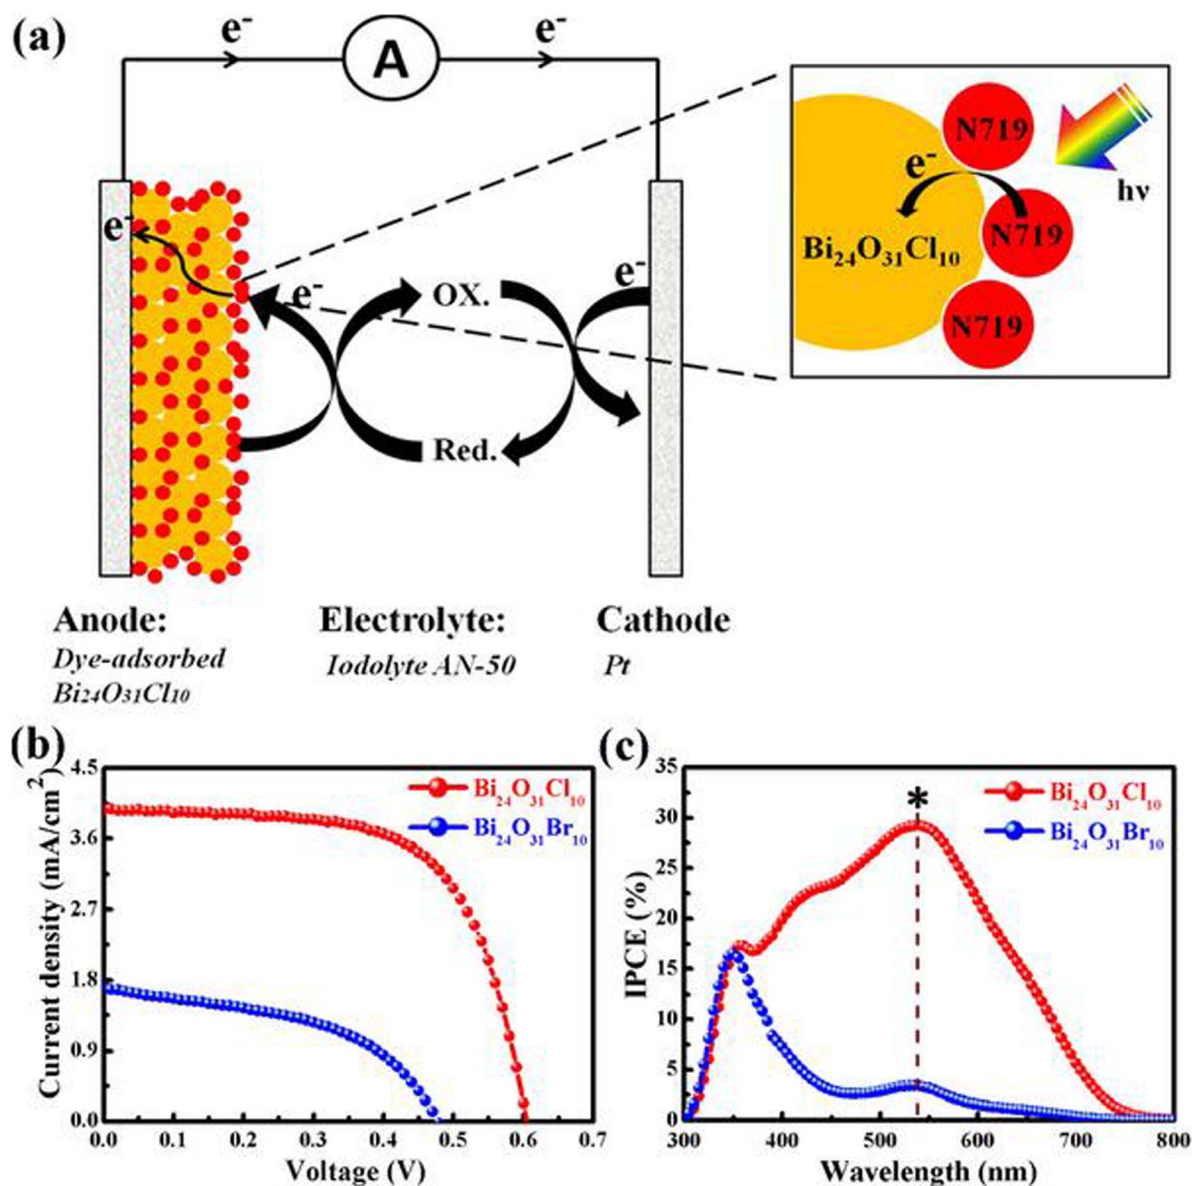 (a)
e⁻
A
e⁻
N719
e⁻
hν
N719
Bi₂₄O₃₁Cl₁₀
N719
e⁻
e⁻
OX.
e⁻
Red.
Anode:
Dye-adsorbed
Bi₂₄O₃₁Cl₁₀
Electrolyte:
Iodolyte AN-50
Cathode
Pt
(b)
Current density (mA/cm²)
4.5
3.6
2.7
1.8
0.9
0.0
Bi₂₄O₃₁Cl₁₀
Bi₂₄O₃₁Br₁₀
0.0 0.1 0.2 0.3 0.4 0.5 0.6 0.7
Voltage (V)
(c)
IPCE (%)
35
30
25
20
15
10
5
0
*
Bi₂₄O₃₁Cl₁₀
Bi₂₄O₃₁Br₁₀
300 400 500 600 700 800
Wavelength (nm)